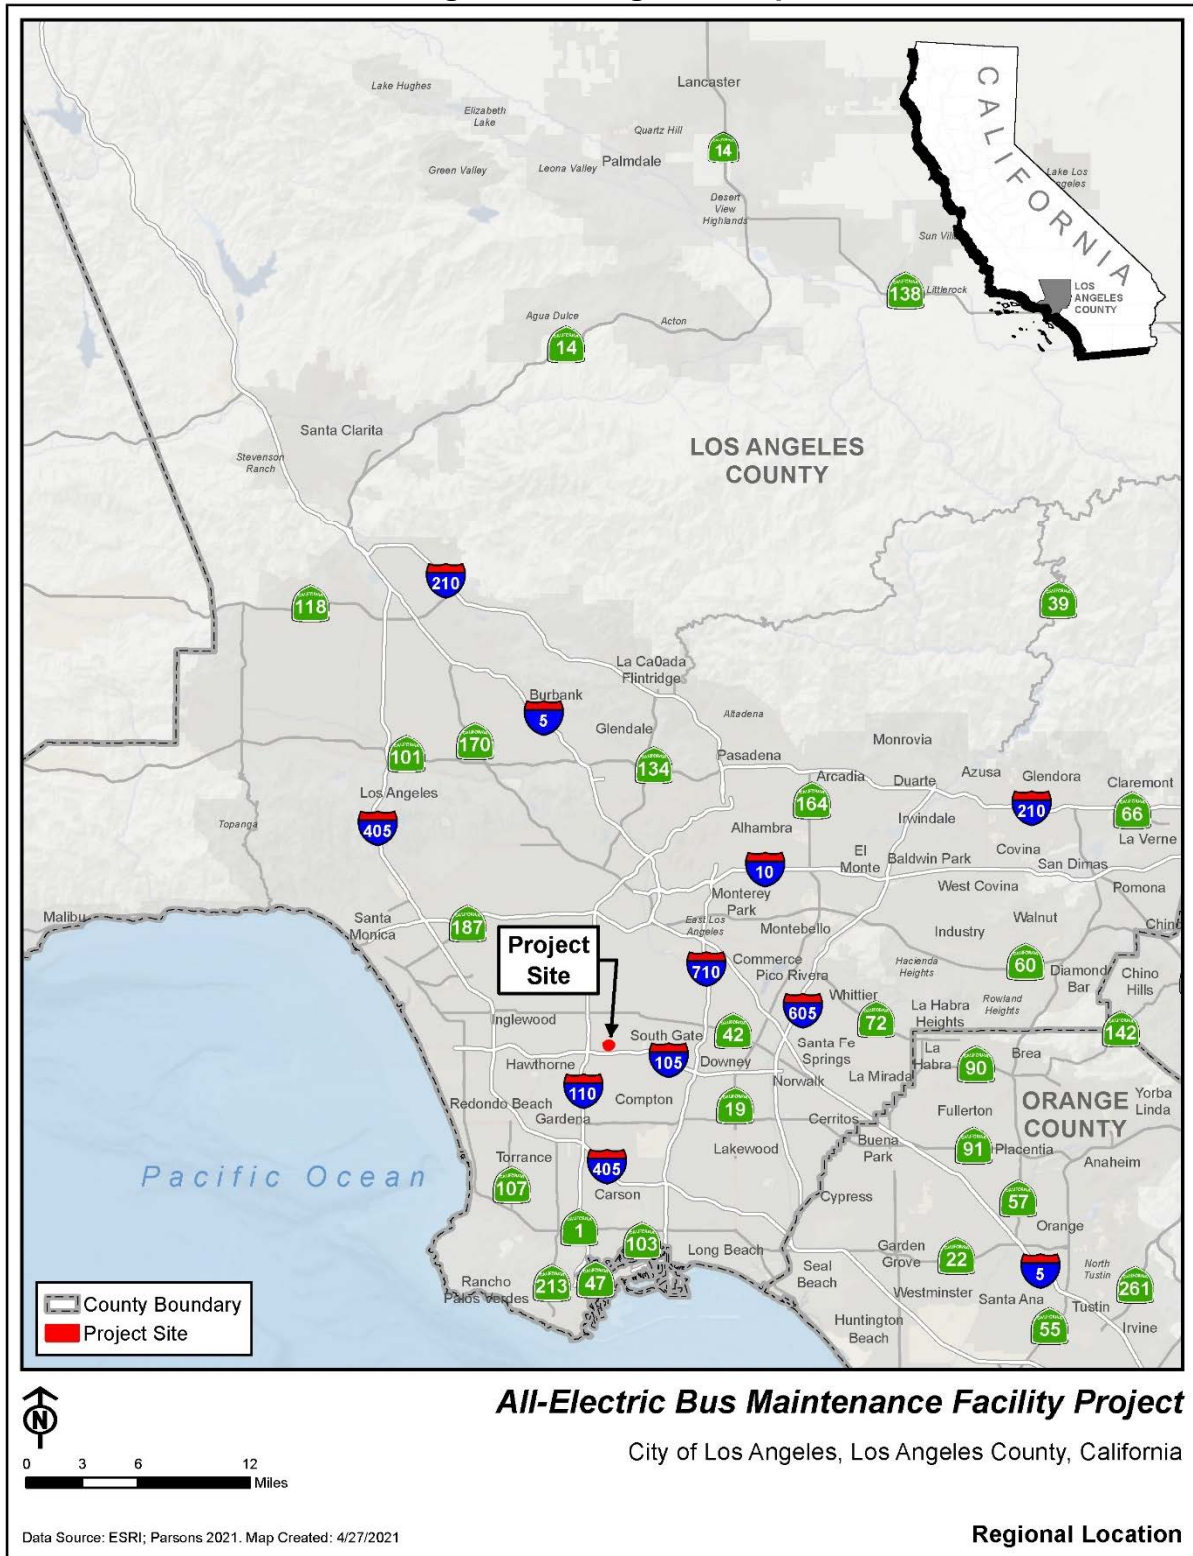 Lancaster
Lake Hughes
Elizabeth
Lake
Quartz Hill
14
Palmdale
Green Valley
Leona Valley
Desert
View
Highlands
CALIFORNIA
Lake Los
ngeles
Sun Vill
138
Littlerock
LOS
ANGELES
COUNTY
Agua Dulce
Acton
14
Santa Clarita
Stevenson
Ranch
LOS ANGELES
COUNTY
210
118
39
La Ca0ada
Flintridge
Burbank
5
Glendale
Altadena
101
170
134
Pasadena
Monrovia
Los Angeles
405
Topanga
Arcadia
164
Duarte
Azusa
Glendora
Claremont
210
66
Irwindale
La Verne
Alhambra
10
El
Monte
Baldwin Park
Covina
San Dimas
West Covina
Pomona
Monterey
Park
Malibu
Santa
Monica
187
East Los
Angeles
Montebello
Walnut
Industry
Chino
Project
Site
710
Commerce
Pico Rivera
Hacienda
Heights
60
Diamond
Bar
Chino
Hills
Rowland
Heights
Whittier
605
72
La Habra
Heights
142
Inglewood
South Gate
42
Santa Fe
Springs
La
Habra
Brea
90
Hawthorne
105
Downey
Norwalk
La Mirada
110
Compton
19
Redondo Beach
Gardena
Cerritos
Fullerton
ORANGE
COUNTY
Yorba
Linda
Buena
Park
91
Placentia
Anaheim
Lakewood
Torrance
405
107
Carson
Cypress
57
Orange
Pacific Ocean
1
103
Long Beach
Garden
Grove
22
5
North
Tustin
Seal
Beach
Rancho
Palos Verdes
213
47
Westminster
Santa Ana
Tustin
261
Huntington
Beach
55
Irvine
County Boundary
Project Site
N
All-Electric Bus Maintenance Facility Project
City of Los Angeles, Los Angeles County, California
0 3 6 12
Miles
Data Source: ESRI; Parsons 2021. Map Created: 4/27/2021
Regional Location